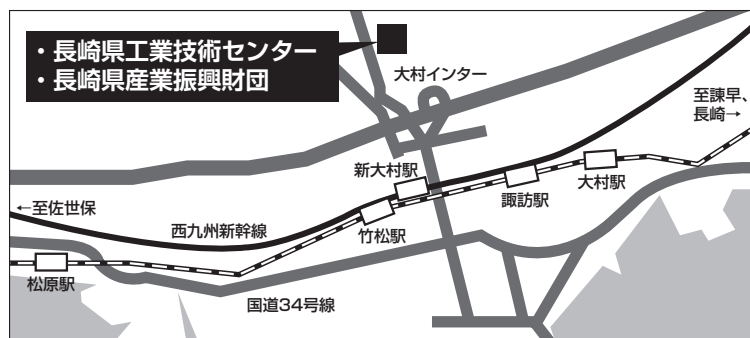 ・長崎県工業技術センター
・長崎県産業振興財団
大村インター
至諫早、
長崎→
新大村駅
大村駅
諏訪駅
←至佐世保
西九州新幹線
竹松駅
松原駅
国道34号線